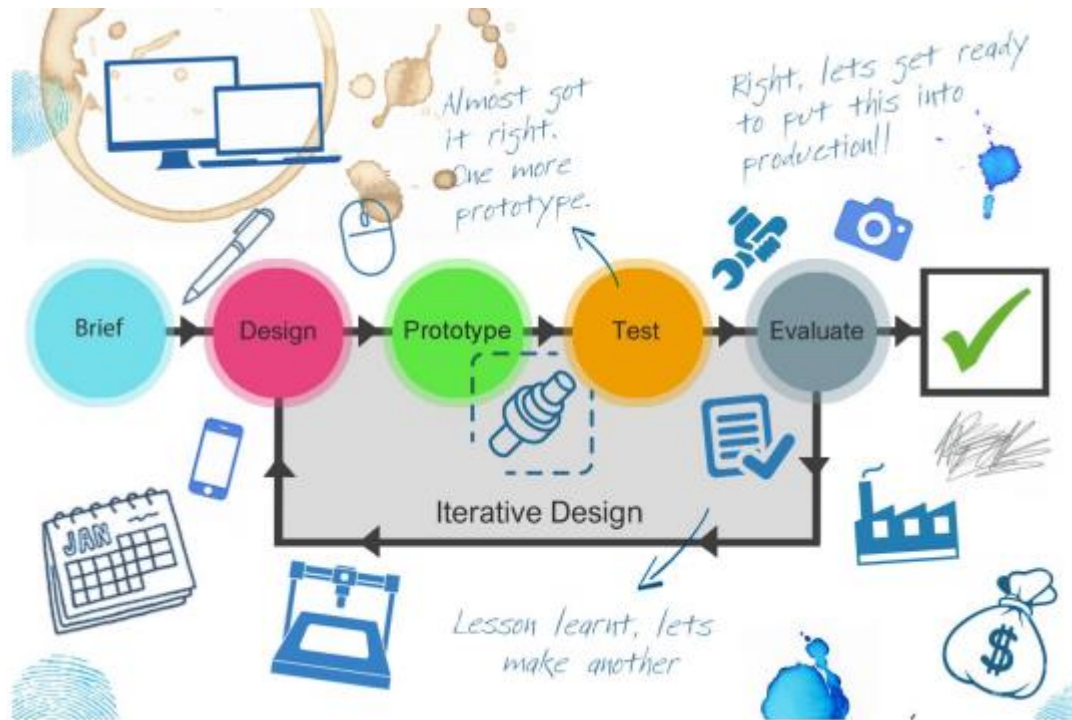 Almost got
it right.
One more
prototype.
Right, lets get ready
to put this into
production!!
Brief
Design
Prototype
Test
Evaluate
Iterative Design
JAN
Lesson learnt, lets
make another
$